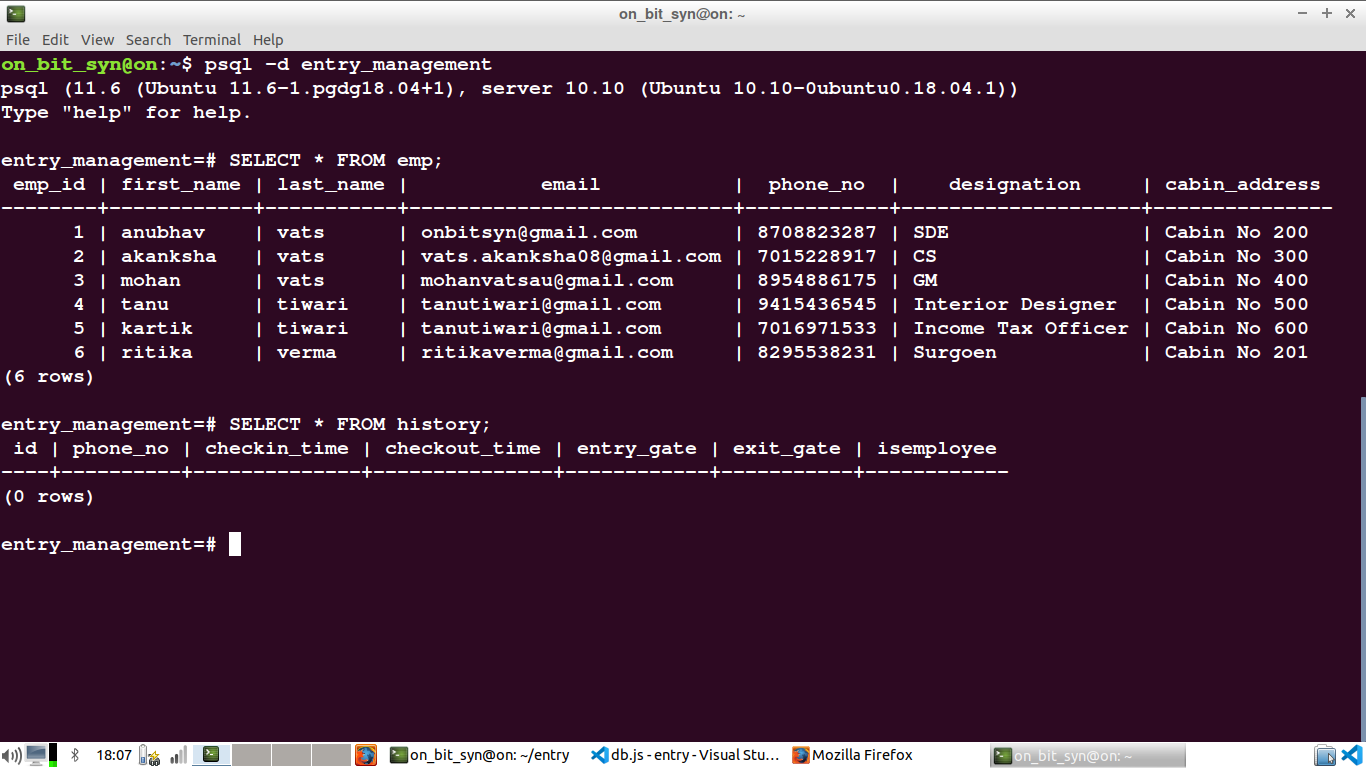 on_bit_syn@on: ~
File Edit View Search Terminal Help
on_bit_syn@on:~$ psql -d entry_management
psql (11.6 (Ubuntu 11.6-1.pgdg18.04+1), server 10.10 (Ubuntu 10.10-0ubuntu0.18.04.1))
Type "help" for help.
entry_management=# SELECT * FROM emp;
 emp_id | first_name | last_name |           email           |  phone_no  |    designation     | cabin_address
--------+------------+-----------+---------------------------+------------+--------------------+---------------
      1 | anubhav    | vats      | onbitsyn@gmail.com        | 8708823287 | SDE                | Cabin No 200
      2 | akanksha   | vats      | vats.akanksha08@gmail.com | 7015228917 | CS                 | Cabin No 300
      3 | mohan      | vats      | mohanvatsau@gmail.com     | 8954886175 | GM                 | Cabin No 400
      4 | tanu       | tiwari    | tanutiwari@gmail.com      | 9415436545 | Interior Designer  | Cabin No 500
      5 | kartik     | tiwari    | tanutiwari@gmail.com      | 7016971533 | Income Tax Officer | Cabin No 600
      6 | ritika     | verma     | ritikaverma@gmail.com     | 8295538231 | Surgoen            | Cabin No 201
(6 rows)
entry_management=# SELECT * FROM history;
 id | phone_no | checkin_time | checkout_time | entry_gate | exit_gate | isemployee
----+----------+--------------+---------------+------------+-----------+------------
(0 rows)
entry_management=#
18:07 on_bit_syn@on: ~/entry db.js - entry - Visual Stu... Mozilla Firefox on_bit_syn@on: ~